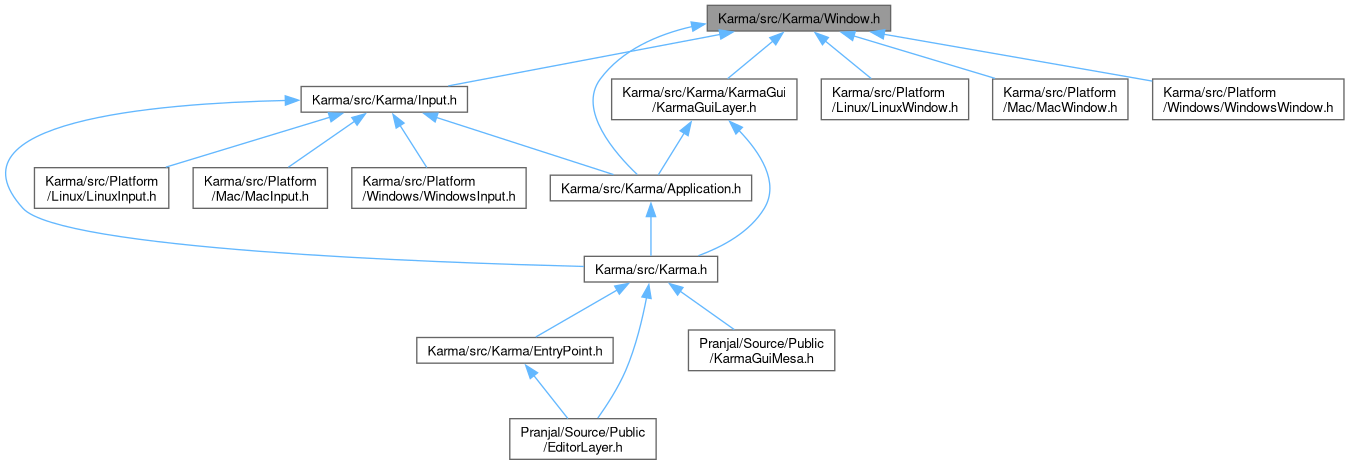 Karma/src/Karma/Window.h
Karma/src/Karma/Input.h
Karma/src/Karma/KarmaGui
/KarmaGuiLayer.h
Karma/src/Platform
/Linux/LinuxWindow.h
Karma/src/Platform
/Mac/MacWindow.h
Karma/src/Platform
/Windows/WindowsWindow.h
Karma/src/Platform
/Linux/LinuxInput.h
Karma/src/Platform
/Mac/MacInput.h
Karma/src/Platform
/Windows/WindowsInput.h
Karma/src/Karma/Application.h
Karma/src/Karma.h
Karma/src/Karma/EntryPoint.h
Pranjal/Source/Public
/KarmaGuiMesa.h
Pranjal/Source/Public
/EditorLayer.h